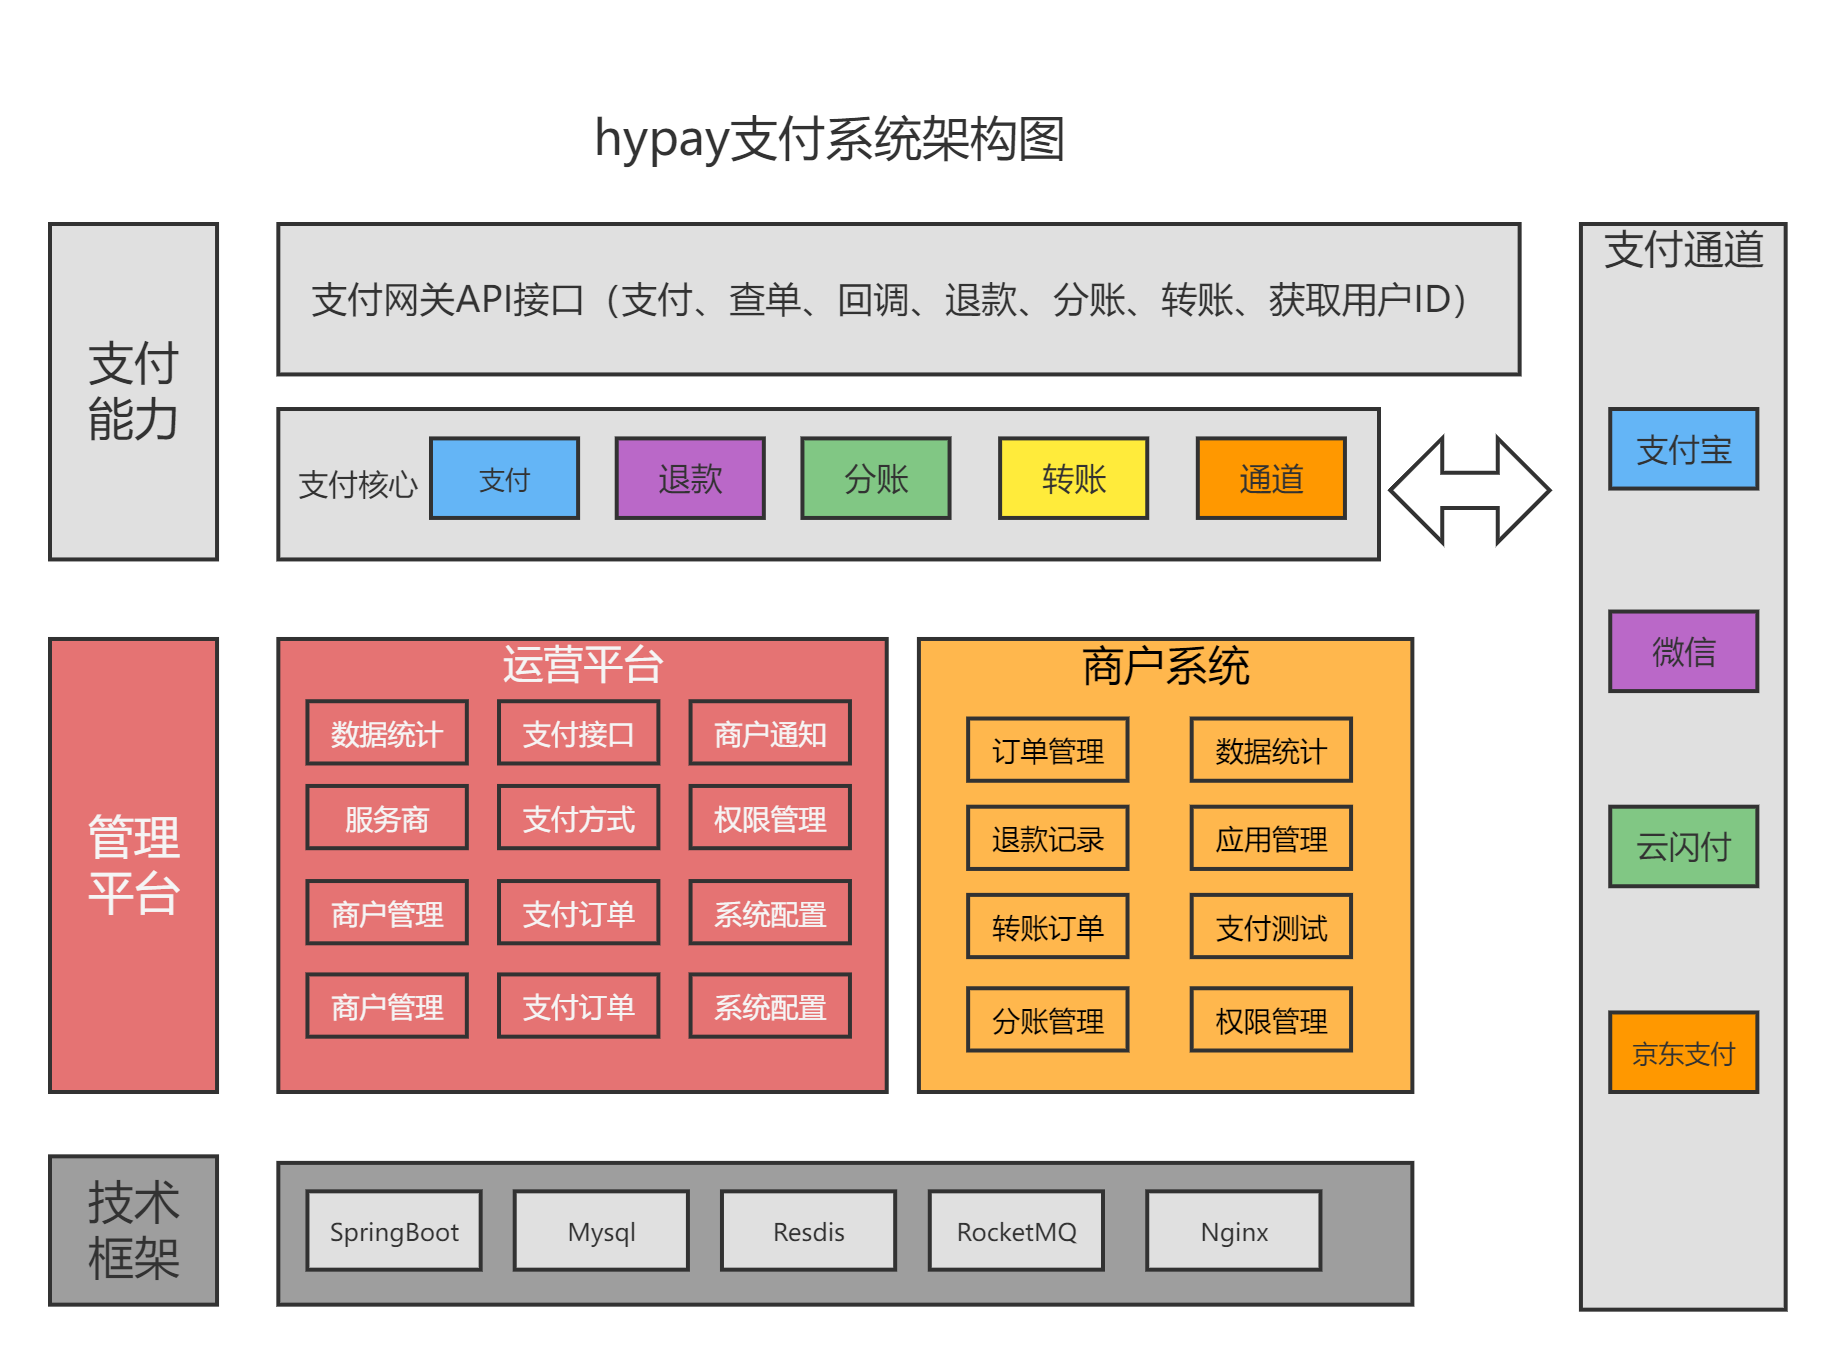 hypay支付系统架构图
支付
能力
支付网关API接口（支付、查单、回调、退款、分账、转账、获取用户ID）
支付核心
支付
退款
分账
转账
通道
支付通道
支付宝
微信
云闪付
京东支付
管理
平台
运营平台
数据统计
支付接口
商户通知
服务商
支付方式
权限管理
商户管理
支付订单
系统配置
商户管理
支付订单
系统配置
商户系统
订单管理
数据统计
退款记录
应用管理
转账订单
支付测试
分账管理
权限管理
技术
框架
SpringBoot
Mysql
Resdis
RocketMQ
Nginx